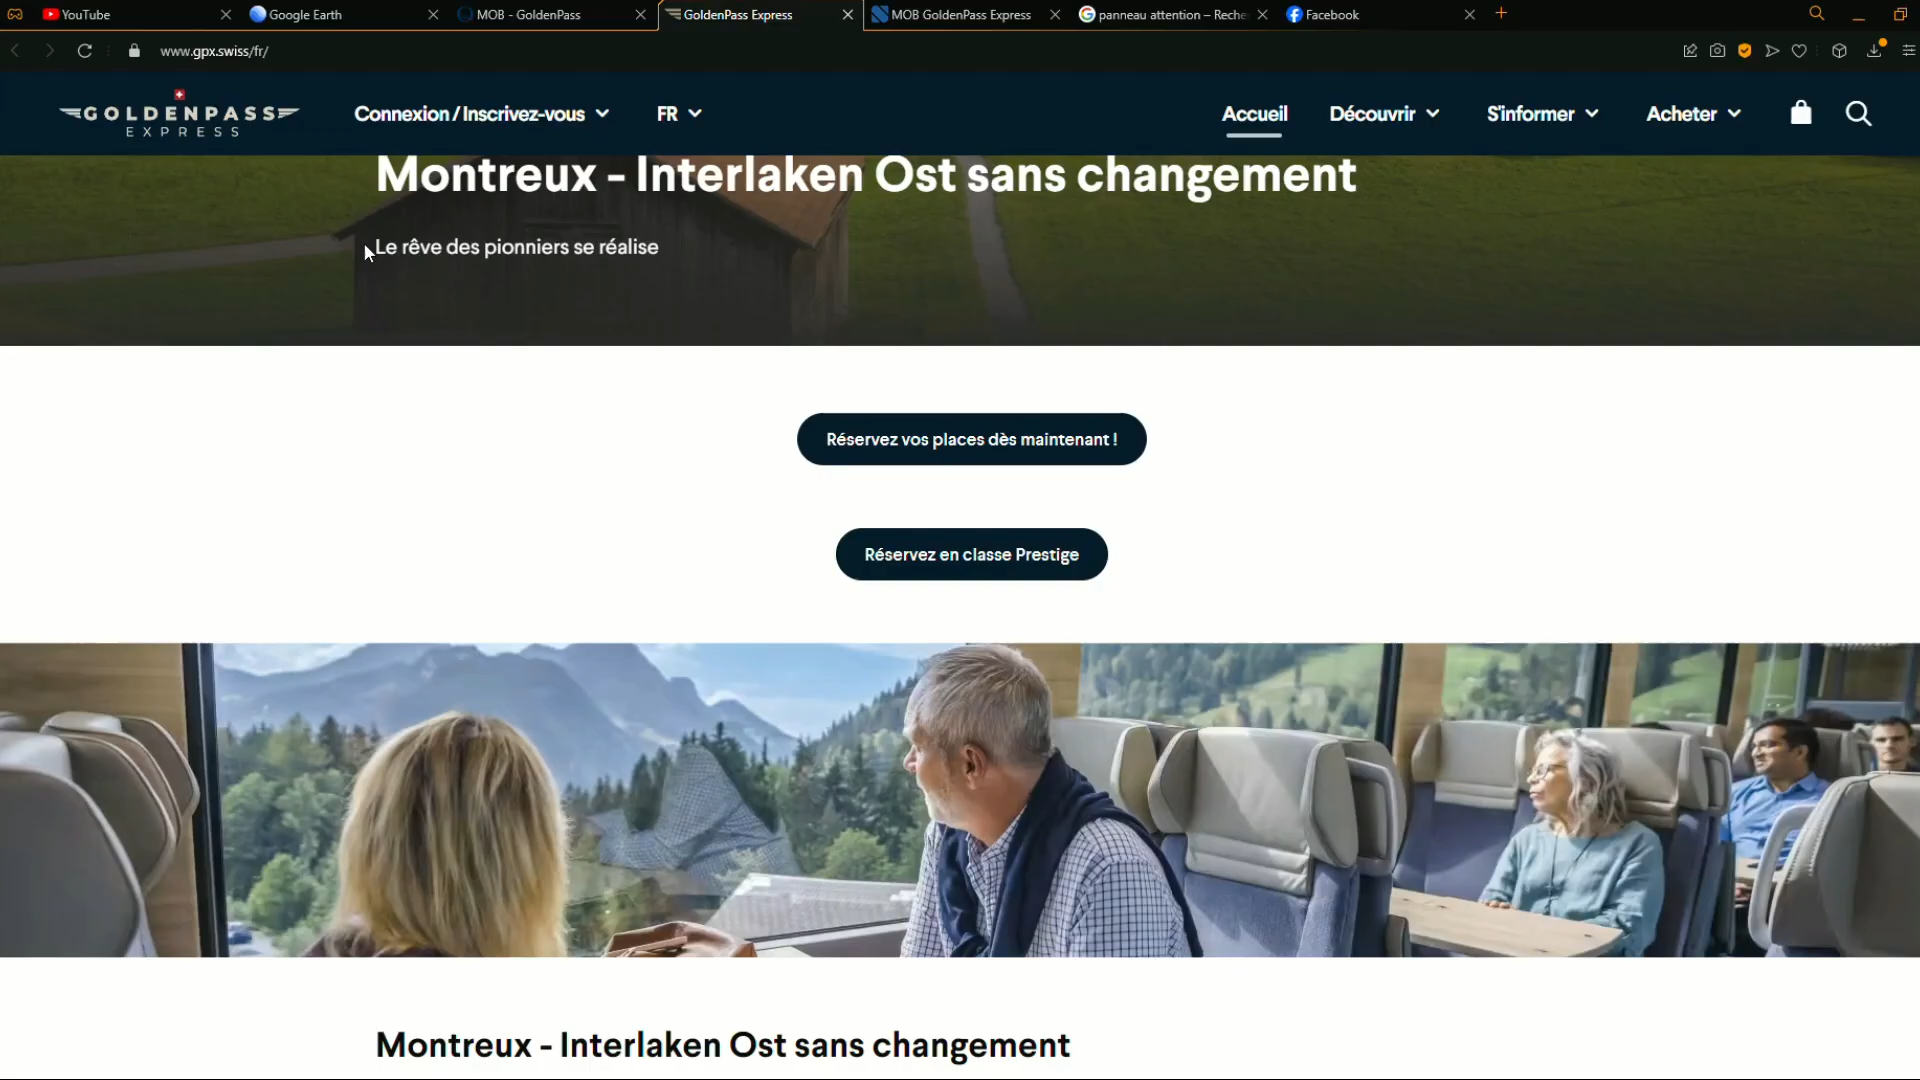 YouTube
Google Earth
MOB - GoldenPass
GoldenPass Express
MOB GoldenPass Express
panneau attention – Reche
Facebook
www.gpx.swiss/fr/
GOLDENPASS
EXPRESS
Connexion / Inscrivez-vous
FR
Accueil
Découvrir
S'informer
Acheter
Montreux - Interlaken Ost sans changement
Le rêve des pionniers se réalise
Réservez vos places dès maintenant !
Réservez en classe Prestige
Montreux - Interlaken Ost sans changement